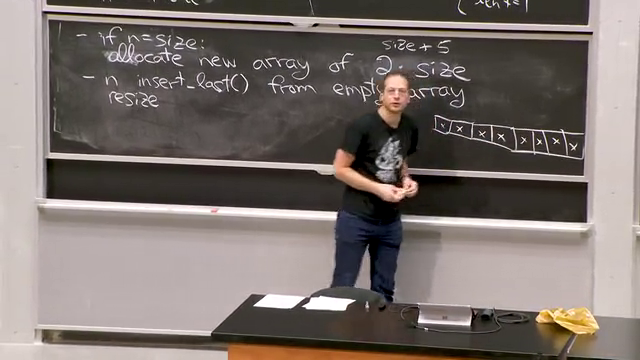 - if n=size:
size + 5
allocate new array of 2· size
- n insert_last() from empty array
resize
x x x x x x x x